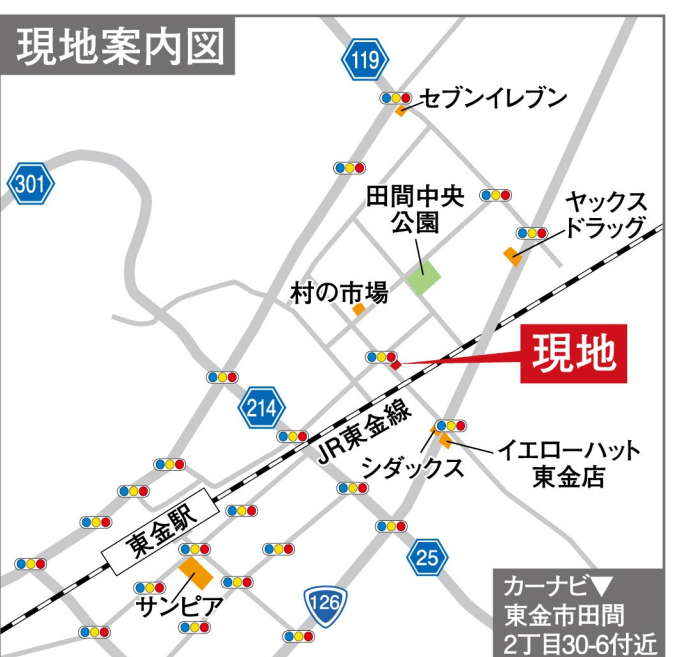 現地案内図
119
セブンイレブン
301
田間中央
公園
ヤックス
ドラッグ
村の市場
現地
214
JR東金線
シダックス
イエローハット
東金店
東金駅
25
サンピア
126
カーナビ▼
東金市田間
2丁目30-6付近